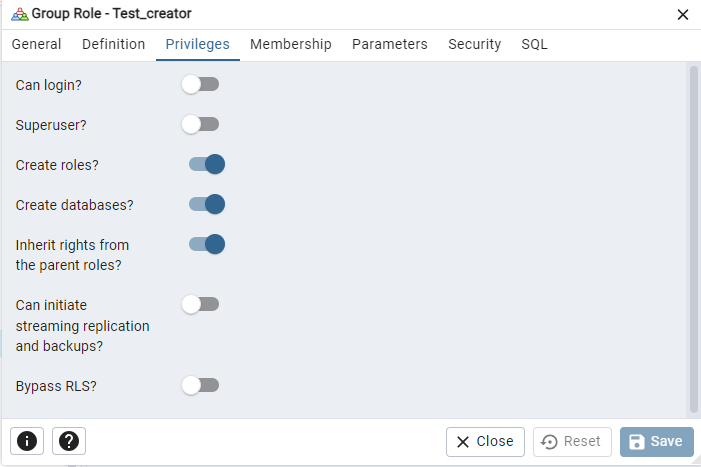 Group Role - Test_creator
General Definition Privileges Membership Parameters Security SQL
Can login?
Superuser?
Create roles?
Create databases?
Inherit rights from
the parent roles?
Can initiate
streaming replication
and backups?
Bypass RLS?
Close Reset Save